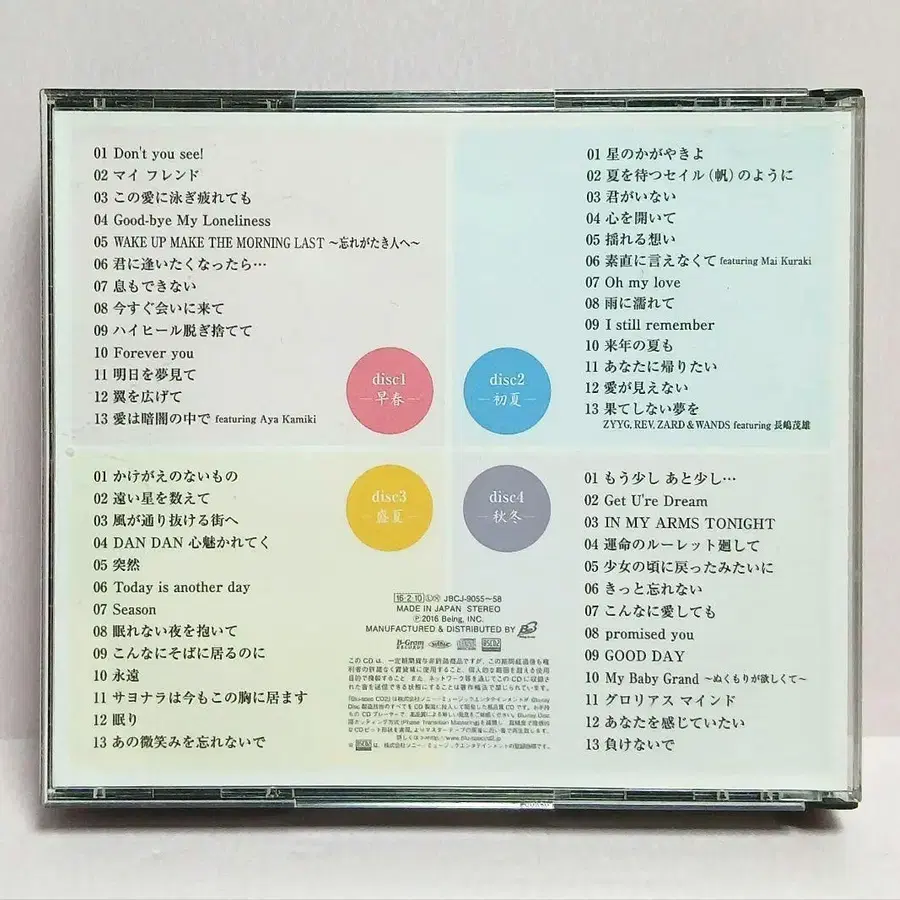 01 Don't you see!
02 マイ フレンド
03 この愛に泳ぎ疲れても
04 Good-bye My Loneliness
05 WAKE UP MAKE THE MORNING LAST ～忘れがたき人へ～
06 君に逢いたくなったら…
07 息もできない
08 今すぐ会いに来て
09 ハイヒール脱ぎ捨てて
10 Forever you
11 明日を夢見て
12 翼を広げて
13 愛は暗闇の中で featuring Aya Kamiki
disc1
早春
01 星のかがやきよ
02 夏を待つセイル(帆)のように
03 君がいない
04 心を開いて
05 揺れる想い
06 素直に言えなくて featuring Mai Kuraki
07 Oh my love
08 雨に濡れて
09 I still remember
10 来年の夏も
11 あなたに帰りたい
12 愛が見えない
13 果てしない夢を
ZYYG, REV, ZARD & WANDS featuring 長嶋茂雄
disc2
初夏
01 かけがえのないもの
02 遠い星を数えて
03 風が通り抜ける街へ
04 DAN DAN 心魅かれてく
05 突然
06 Today is another day
07 Season
08 眠れない夜を抱いて
09 こんなにそばに居るのに
10 永遠
11 サヨナラは今もこの胸に居ます
12 眠り
13 あの微笑みを忘れないで
disc3
盛夏
disc4
秋冬
01 もう少し あと少し…
02 Get U're Dream
03 IN MY ARMS TONIGHT
04 運命のルーレット廻して
05 少女の頃に戻ったみたいに
06 きっと忘れない
07 こんなに愛しても
08 promised you
09 GOOD DAY
10 My Baby Grand ～ぬくもりが欲しくて～
11 グロリアス マインド
12 あなたを感じていたい
13 負けないで
16・2・10 JBCJ-9055～58
MADE IN JAPAN STEREO
℗2016 Being, INC.
MANUFACTURED & DISTRIBUTED BY
B-Gram
RECORDS